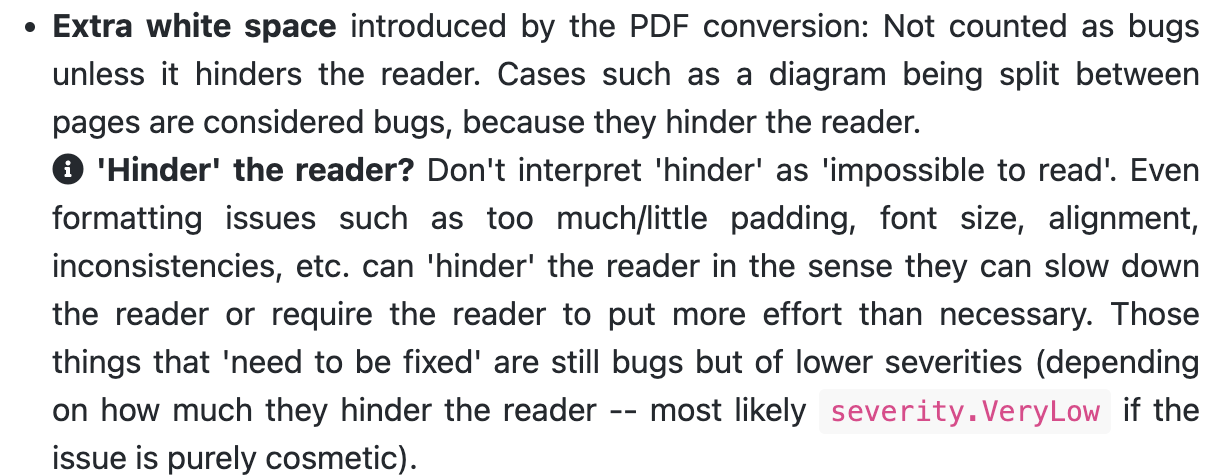 • Extra white space introduced by the PDF conversion: Not counted as bugs
unless it hinders the reader. Cases such as a diagram being split between
pages are considered bugs, because they hinder the reader.
'Hinder' the reader? Don't interpret 'hinder' as 'impossible to read'. Even
formatting issues such as too much/little padding, font size, alignment,
inconsistencies, etc. can 'hinder' the reader in the sense they can slow down
the reader or require the reader to put more effort than necessary. Those
things that 'need to be fixed' are still bugs but of lower severities (depending
on how much they hinder the reader -- most likely severity.VeryLow if the
issue is purely cosmetic).